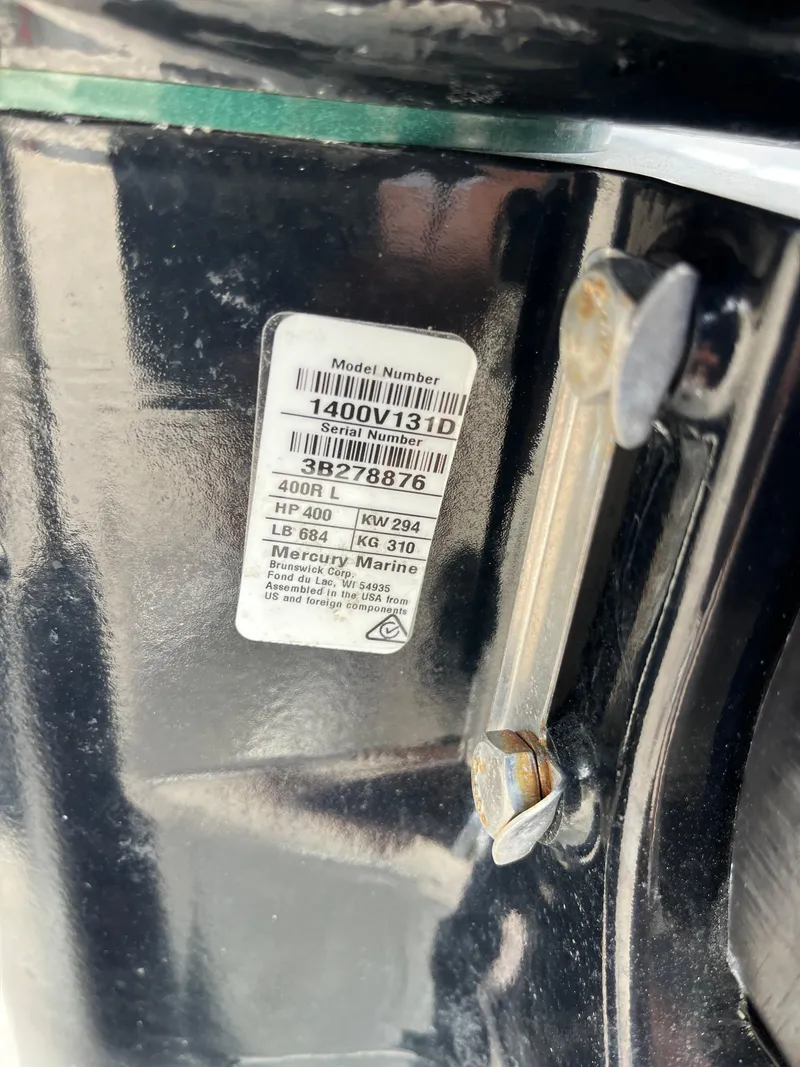 Model Number
1400V131D
Serial Number
3B278876
400R L
HP 400 KW 294
LB 684 KG 310
Mercury Marine
Brunswick Corp.
Fond du Lac, WI 54935
Assembled in the USA from
US and foreign components